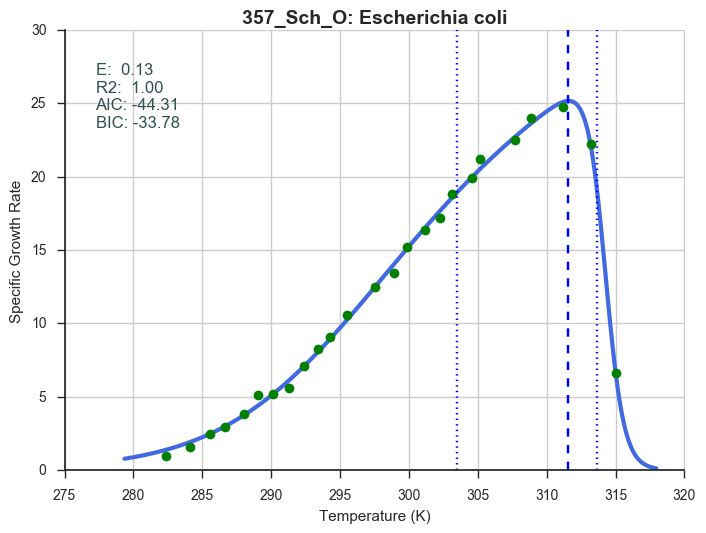 357_Sch_O: Escherichia coli
E:  0.13
R2:  1.00
AIC: -44.31
BIC: -33.78
Specific Growth Rate
30
25
20
15
10
5
0
275 280 285 290 295 300 305 310 315 320
Temperature (K)